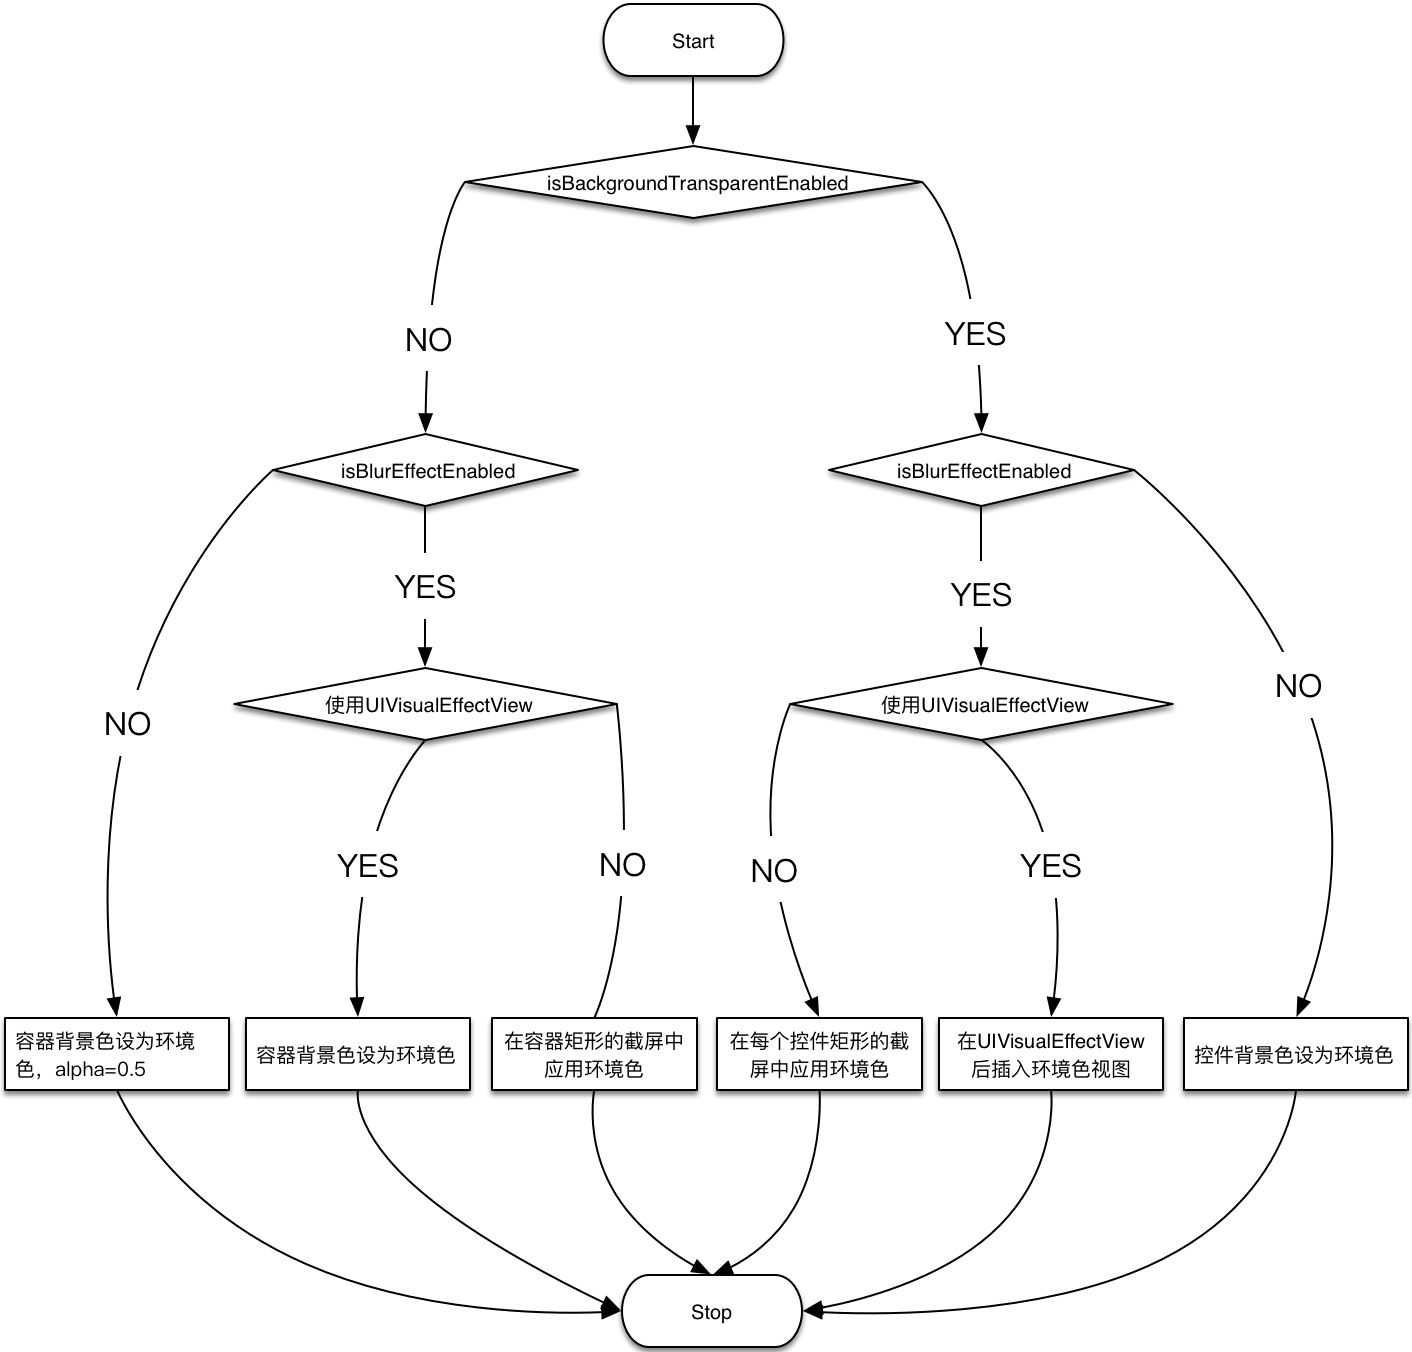 Start
isBackgroundTransparentEnabled
NO
YES
isBlurEffectEnabled
isBlurEffectEnabled
YES
YES
使用UIVisualEffectView
使用UIVisualEffectView
NO
NO
YES
NO
NO
YES
容器背景色设为环境
色，alpha=0.5
容器背景色设为环境色
在容器矩形的截屏中
应用环境色
在每个控件矩形的截
屏中应用环境色
在UIVisualEffectView
后插入环境色视图
控件背景色设为环境色
Stop